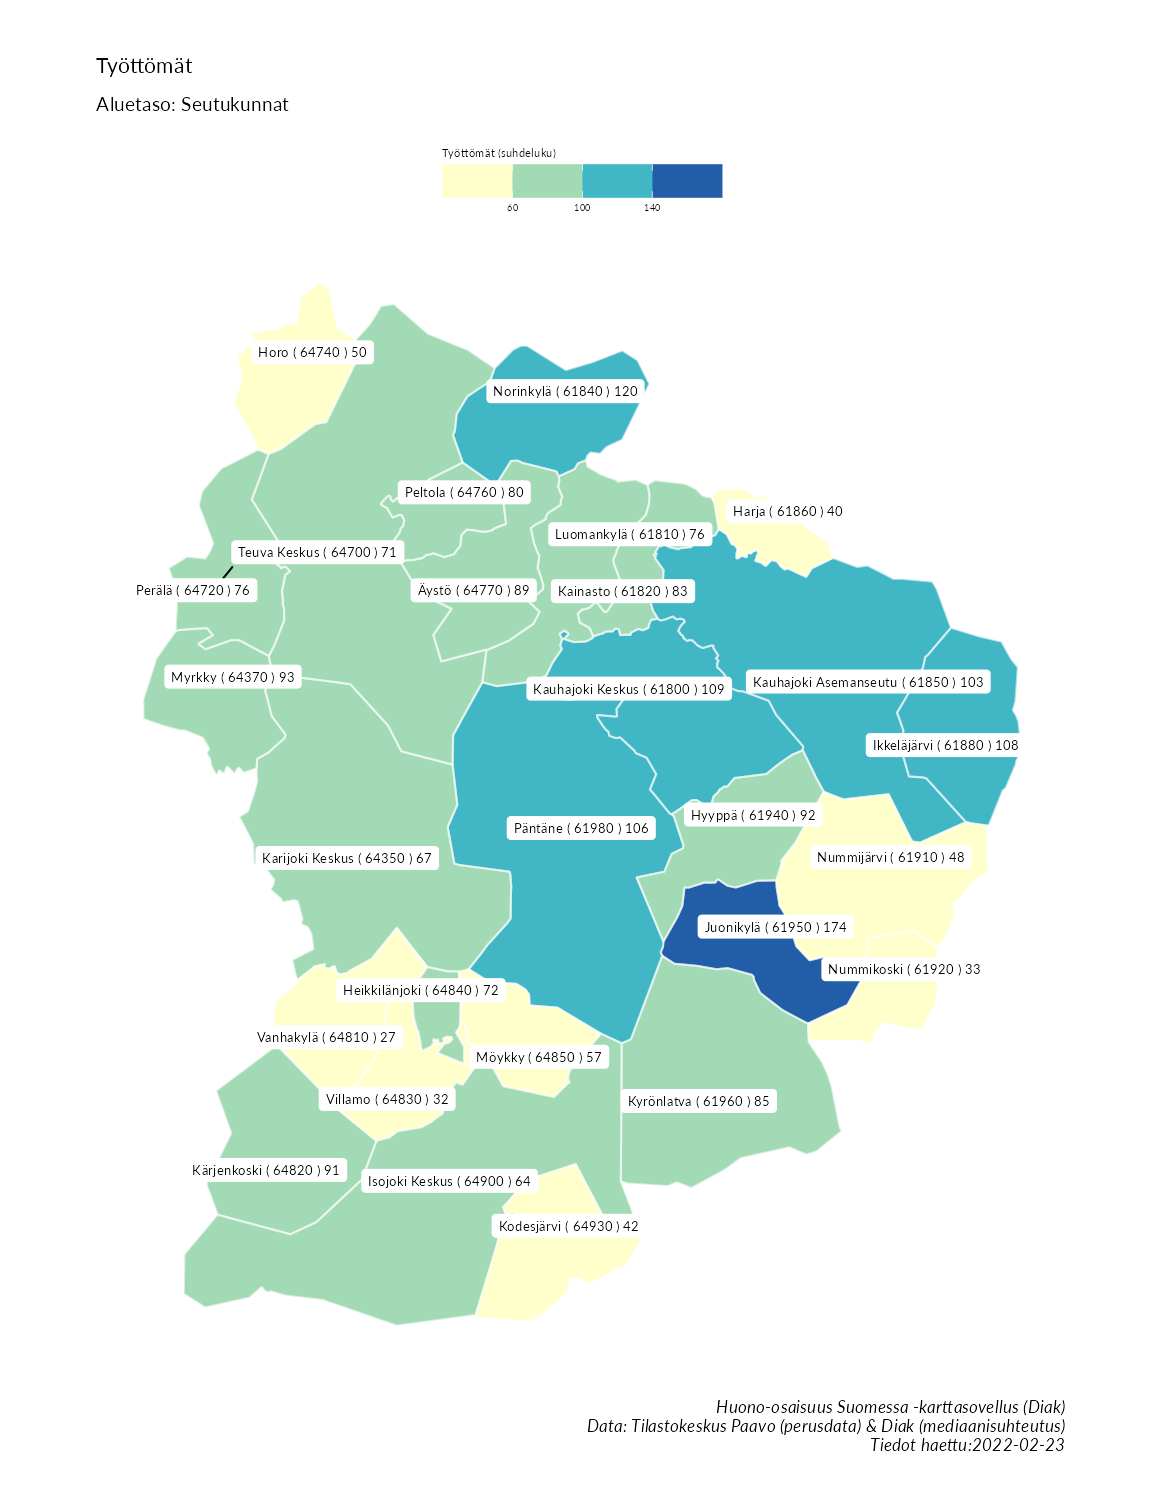 Työttömät
Aluetaso: Seutukunnat
Työttömät (suhdeluku)
60 100 140
Horo ( 64740 ) 50
Norinkylä ( 61840 ) 120
Peltola ( 64760 ) 80
Harja ( 61860 ) 40
Luomankylä ( 61810 ) 76
Teuva Keskus ( 64700 ) 71
Perälä ( 64720 ) 76
Äystö ( 64770 ) 89
Kainasto ( 61820 ) 83
Myrkky ( 64370 ) 93
Kauhajoki Keskus ( 61800 ) 109
Kauhajoki Asemanseutu ( 61850 ) 103
Ikkeläjärvi ( 61880 ) 108
Hyyppä ( 61940 ) 92
Päntäne ( 61980 ) 106
Karijoki Keskus ( 64350 ) 67
Nummijärvi ( 61910 ) 48
Juonikylä ( 61950 ) 174
Nummikoski ( 61920 ) 33
Heikkilänjoki ( 64840 ) 72
Vanhakylä ( 64810 ) 27
Möykky ( 64850 ) 57
Villamo ( 64830 ) 32
Kyrönlatva ( 61960 ) 85
Kärjenkoski ( 64820 ) 91
Isojoki Keskus ( 64900 ) 64
Kodesjärvi ( 64930 ) 42
Huono-osaisuus Suomessa -karttasovellus (Diak)
Data: Tilastokeskus Paavo (perusdata) & Diak (mediaanisuhteutus)
Tiedot haettu:2022-02-23